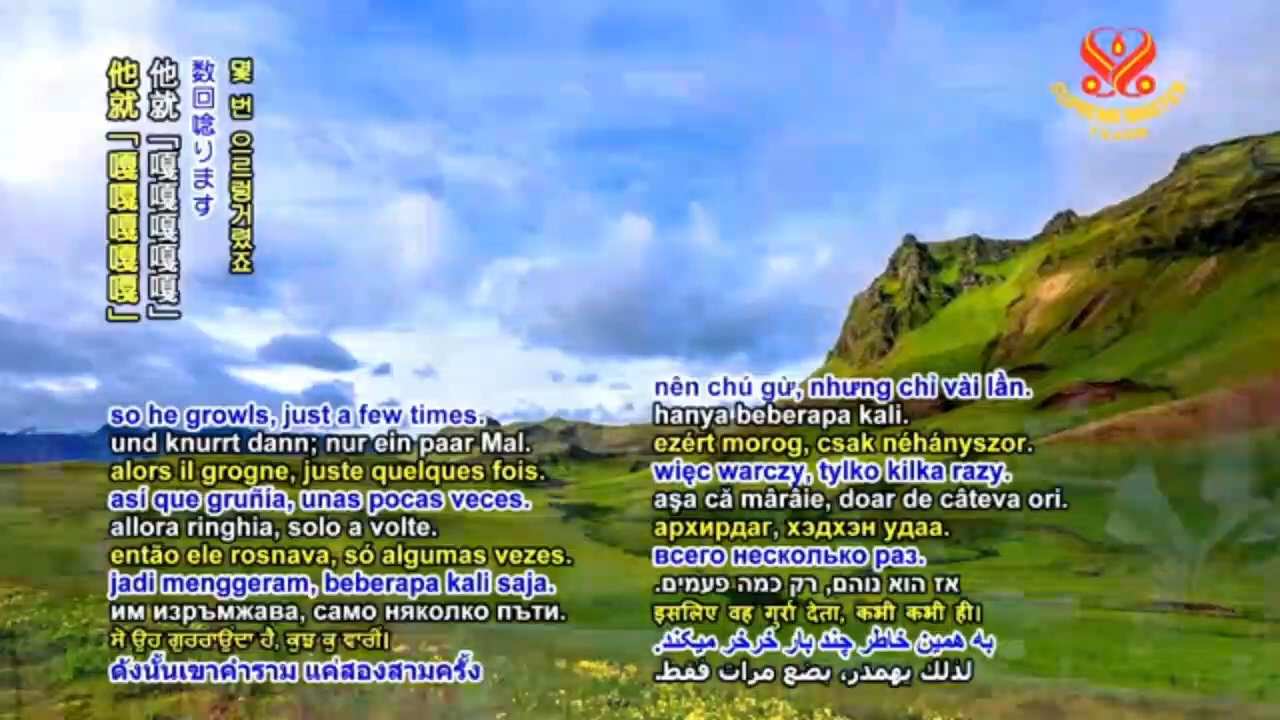 他就「嘎嘎嘎嘎嘎」
他就「嘎嘎嘎嘎嘎」
数回唸ります
몇 번 으르렁거렸죠
SUPREME MASTER
TELEVISION
so he growls, just a few times.
und knurrt dann; nur ein paar Mal.
alors il grogne, juste quelques fois.
así que gruñía, unas pocas veces.
allora ringhia, solo a volte.
então ele rosnava, só algumas vezes.
jadi menggeram, beberapa kali saja.
им изръмжава, само няколко пъти.
ਸੋ ਉਹ ਗੁਰਰਾਉਂਦਾ ਹੈ, ਕੁਝ ਕੁ ਵਾਰੀਂ।
ดังนั้นเขาคำราม แค่สองสามครั้ง
nên chú gừ, nhưng chỉ vài lần.
hanya beberapa kali.
ezért morog, csak néhányszor.
więc warczy, tylko kilka razy.
aşa că mârâie, doar de câteva ori.
архирдаг, хэдхэн удаа.
всего несколько раз.
אז הוא נוהם, רק כמה פעמים.
इसलिए वह गुर्रा देता, कभी कभी ही।
به همین خاطر چند بار خرخر میکند.
لذلك يهمدر، بضع مرات فقط.